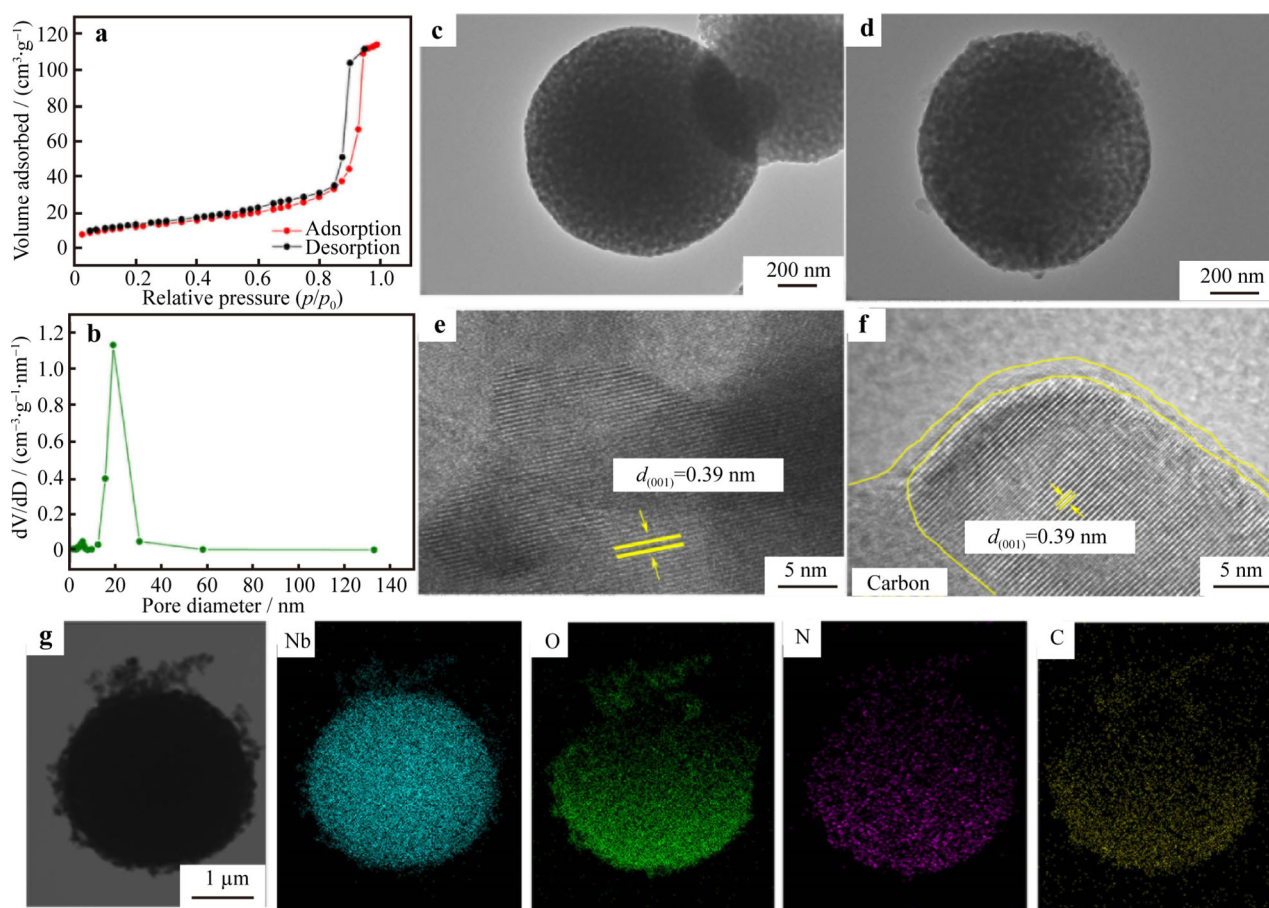 a
Volume adsorbed / (cm³·g⁻¹)
120
100
80
60
40
20
0
Adsorption
Desorption
0 0.2 0.4 0.6 0.8 1.0
Relative pressure (p/p₀)
b
dV/dD / (cm⁻³·g⁻¹·nm⁻¹)
1.2
1.0
0.8
0.6
0.4
0.2
0
0 20 40 60 80 100 120 140
Pore diameter / nm
c
200 nm
d
200 nm
e
d₍₀₀₁₎=0.39 nm
5 nm
f
d₍₀₀₁₎=0.39 nm
Carbon
5 nm
g
1 µm
Nb
O
N
C